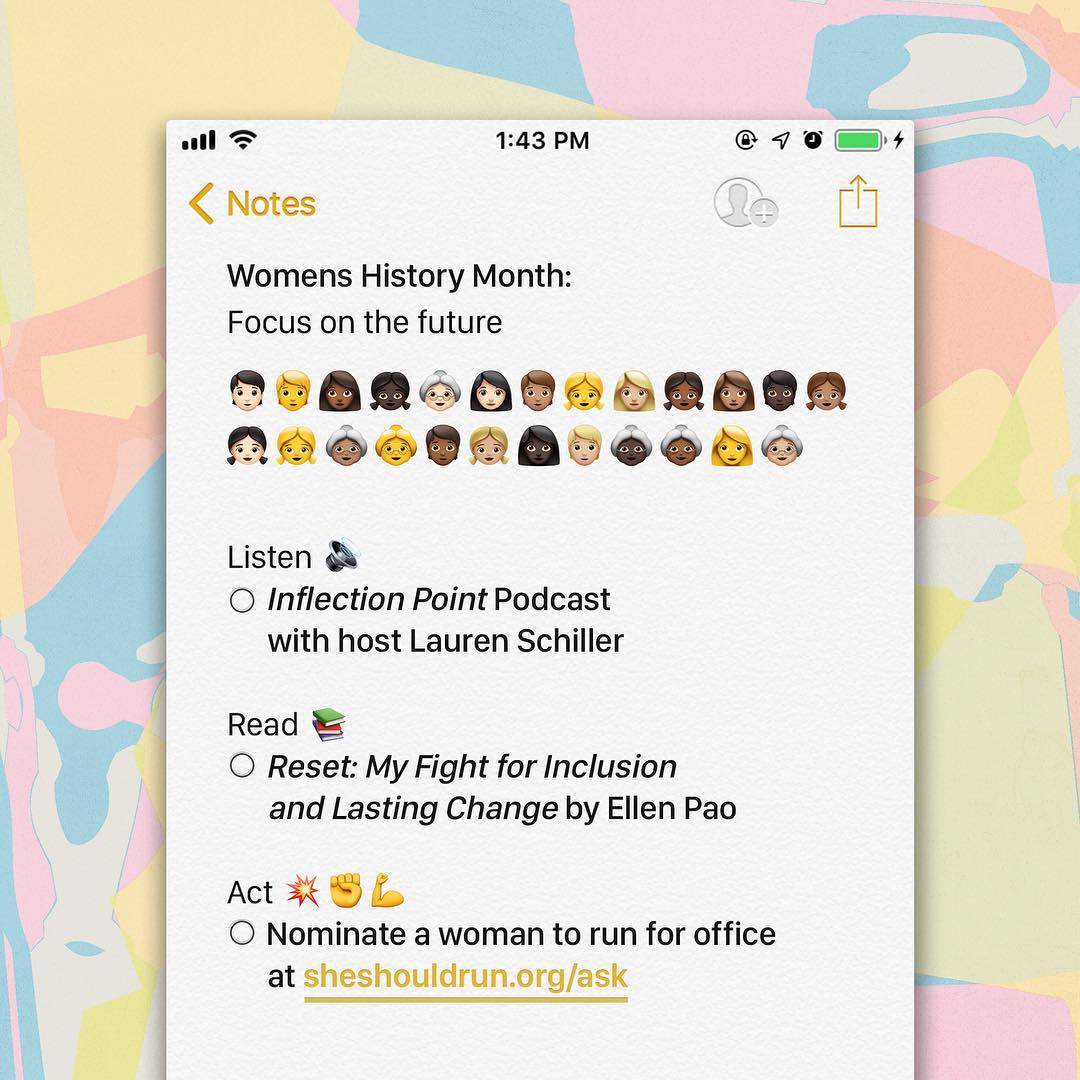 1:43 PM
Notes
Womens History Month:
Focus on the future
Listen 🔊
Inflection Point Podcast
with host Lauren Schiller
Read 📚
Reset: My Fight for Inclusion
and Lasting Change by Ellen Pao
Act 💥✊💪
Nominate a woman to run for office
at sheshouldrun.org/ask